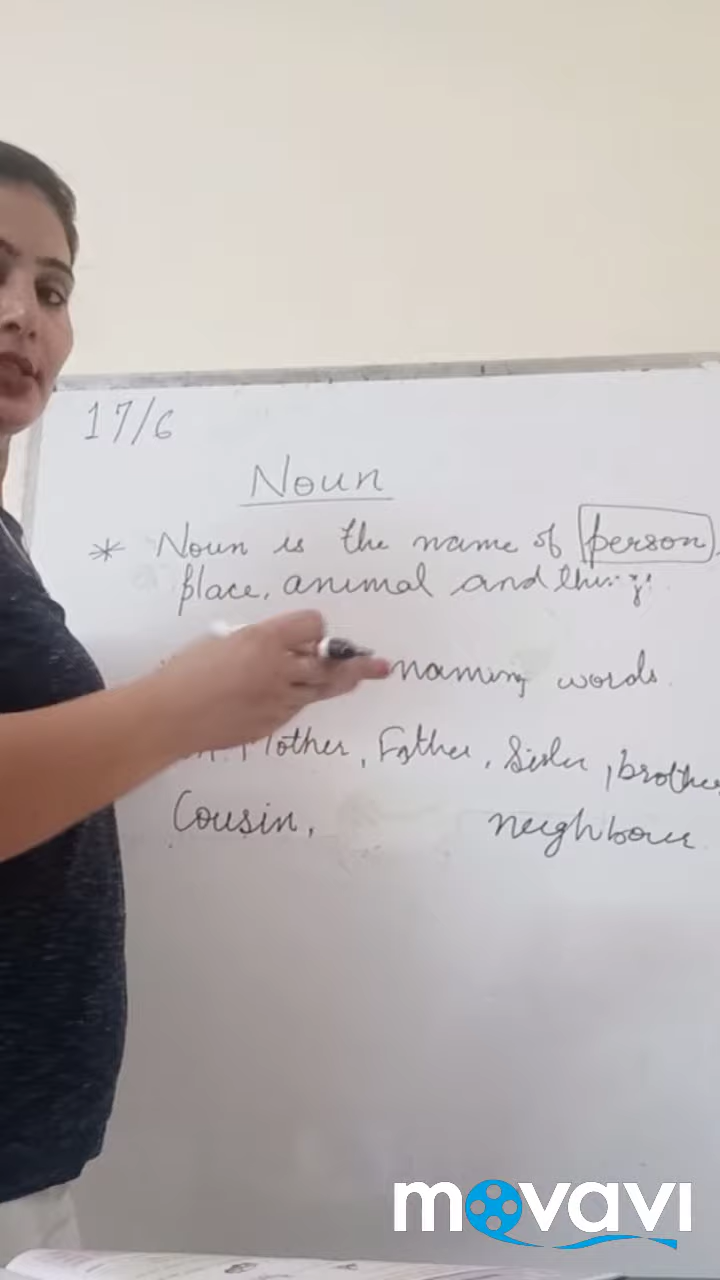 17/6
Noun
* Noun is the name of person,
place, animal and things.
naming words
Mother, Father, Sister, brother
Cousin, neighbour
movavi